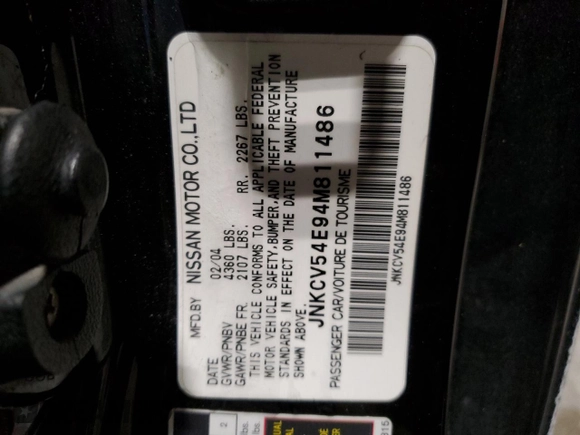 MFD.BY NISSAN MOTOR CO.,LTD
DATE 02/04
GVWR/PNBV 4360 LBS.
GAWR/PNBE FR. 2107 LBS. RR. 2267 LBS.
THIS VEHICLE CONFORMS TO ALL APPLICABLE FEDERAL
MOTOR VEHICLE SAFETY,BUMPER,AND THEFT PREVENTION
STANDARDS IN EFFECT ON THE DATE OF MANUFACTURE
SHOWN ABOVE.
JNKCV54E94M811486
PASSENGER CAR/VOITURE DE TOURISME
JNKCV54E94M811486